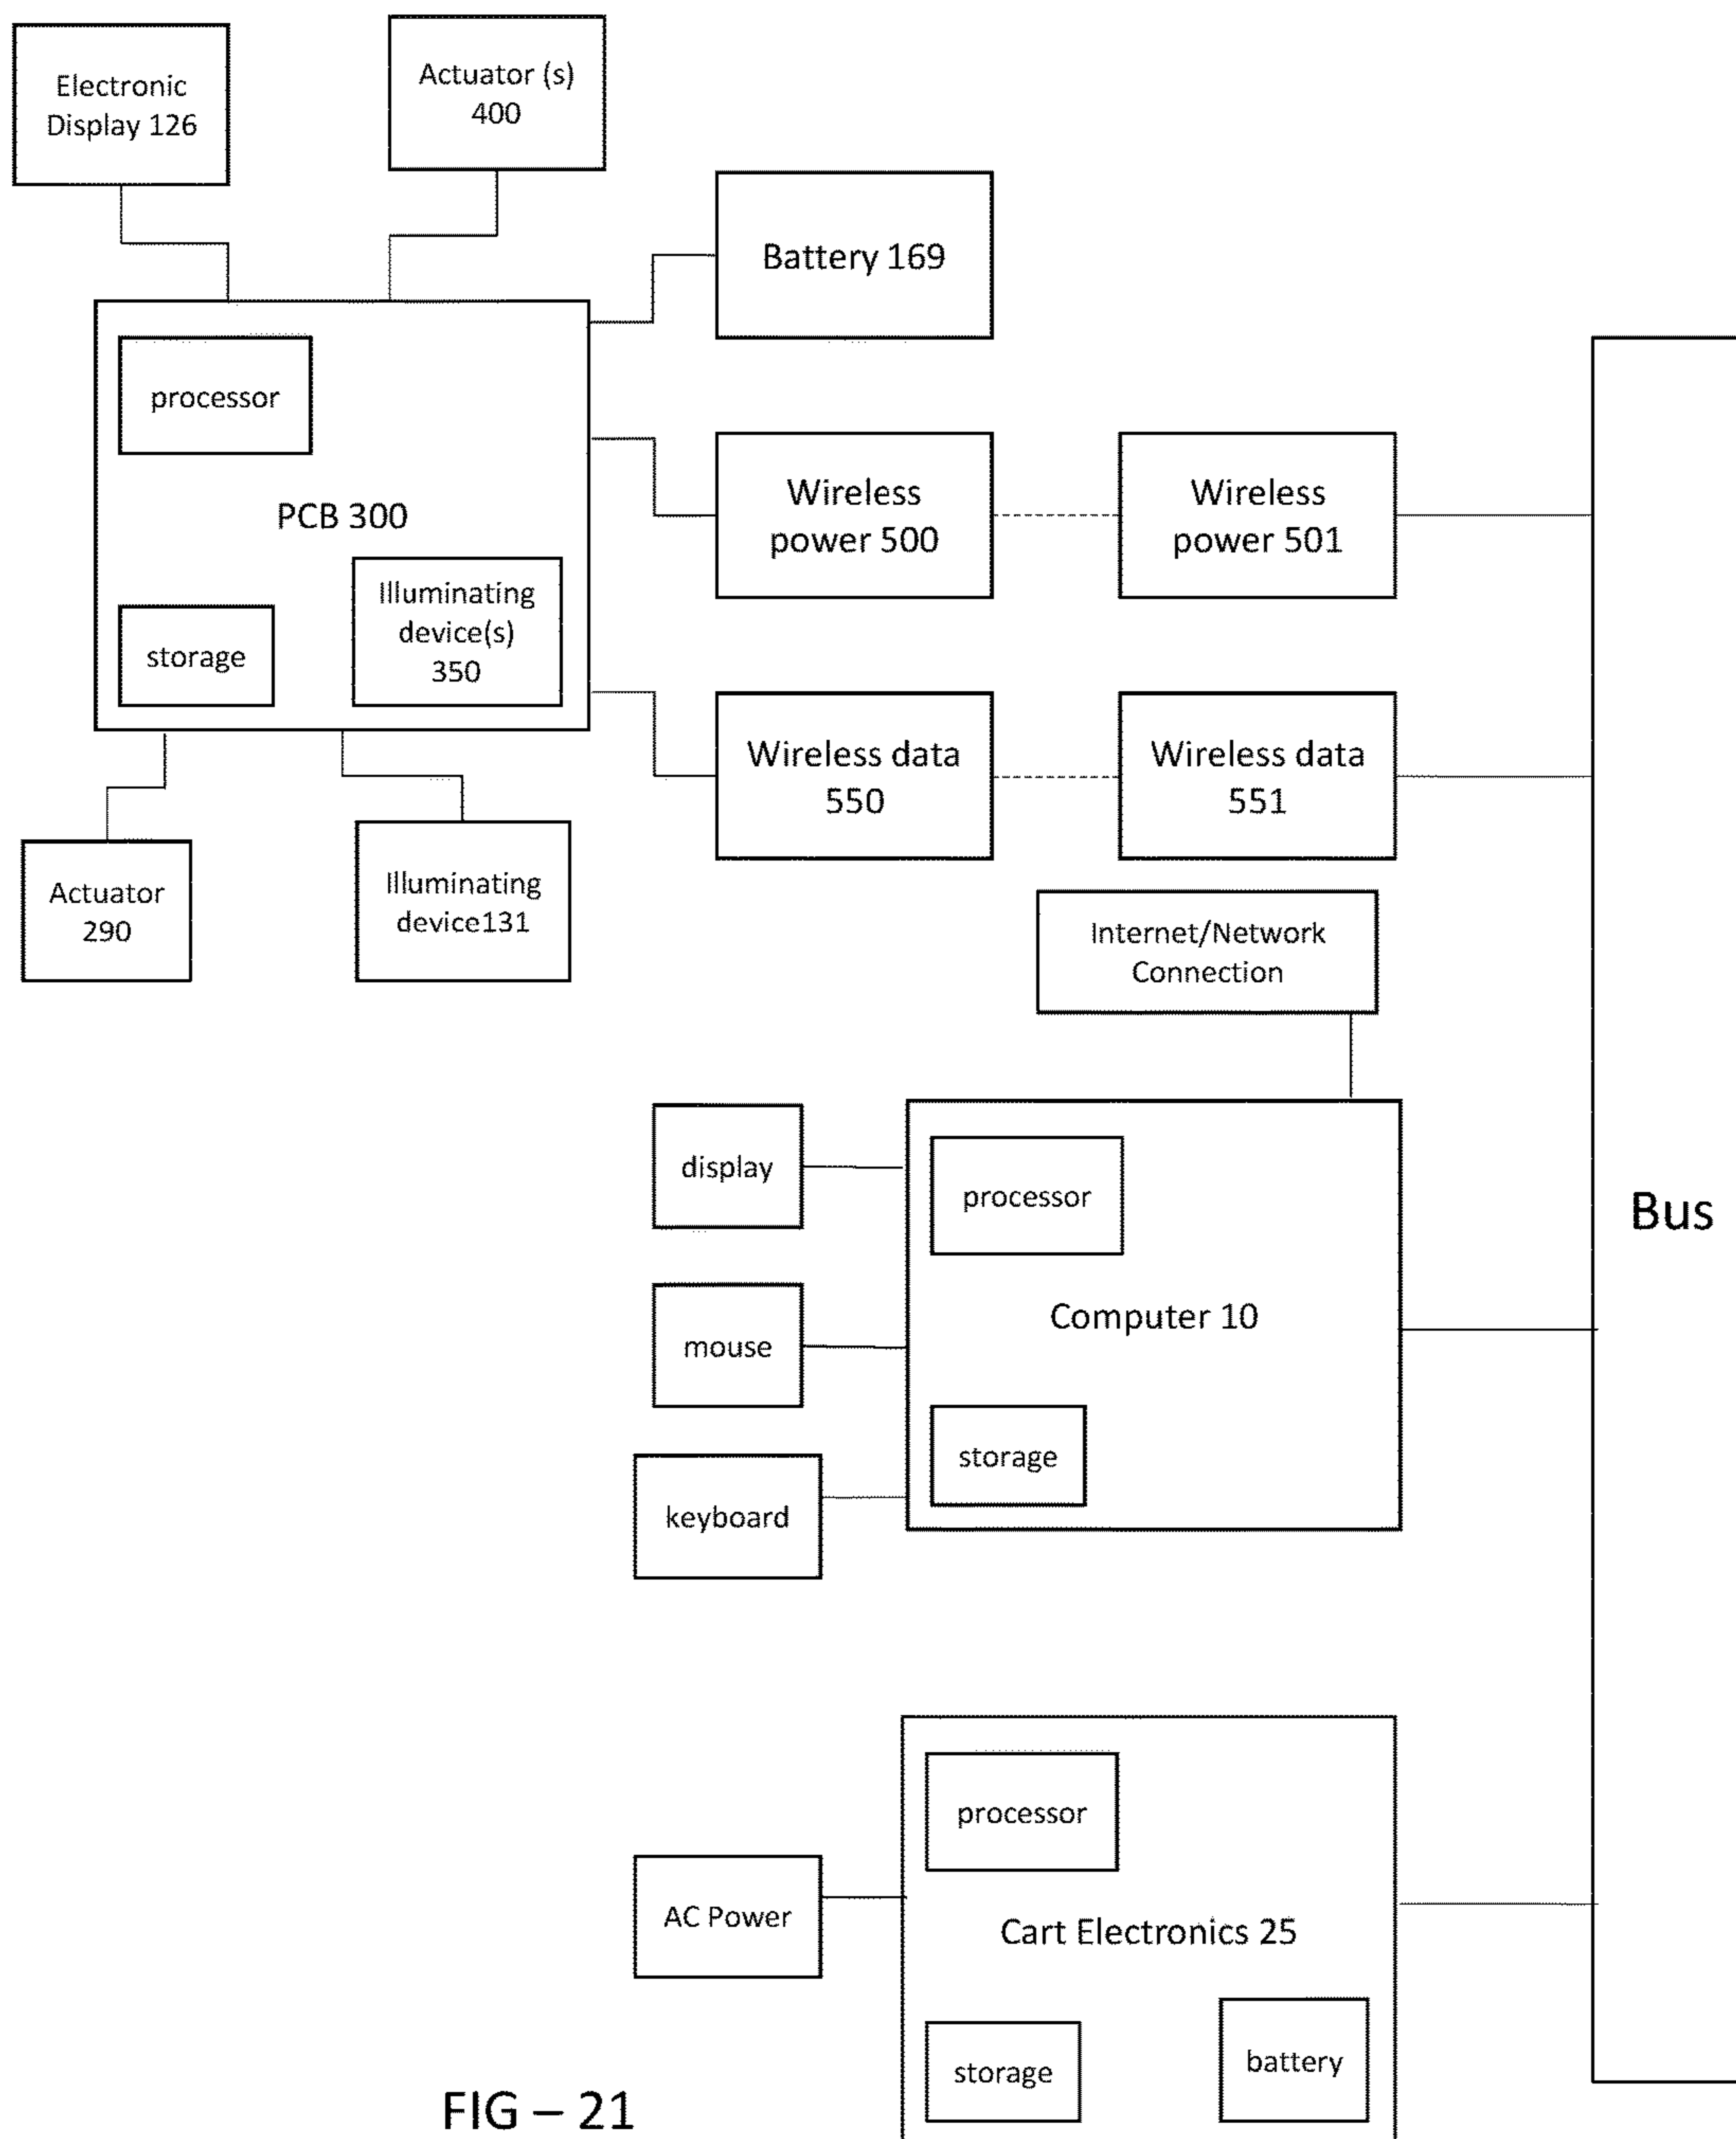 Electronic
Display 126
Actuator (s)
400
Battery 169
processor
PCB 300
storage
Illuminating
device(s)
350
Wireless
power 500
Wireless
power 501
Wireless data
550
Wireless data
551
Actuator
290
Illuminating
device131
Internet/Network
Connection
display
mouse
keyboard
processor
Computer 10
storage
Bus
AC Power
processor
Cart Electronics 25
storage
battery
FIG – 21